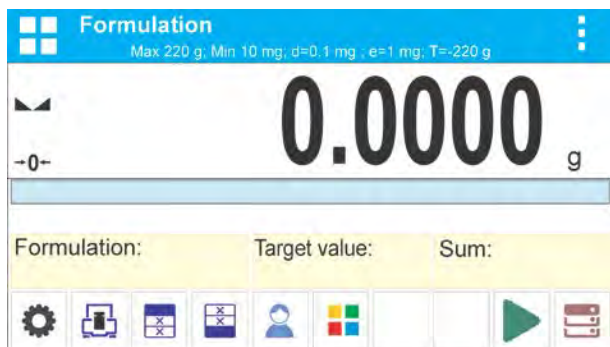 Formulation
Max 220 g; Min 10 mg; d=0.1 mg ; e=1 mg; T=-220 g
0.0000 g
→0←
Formulation: Target value: Sum: